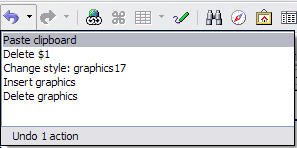 Paste clipboard
Delete $1
Change style: graphics17
Insert graphics
Delete graphics
Undo 1 action